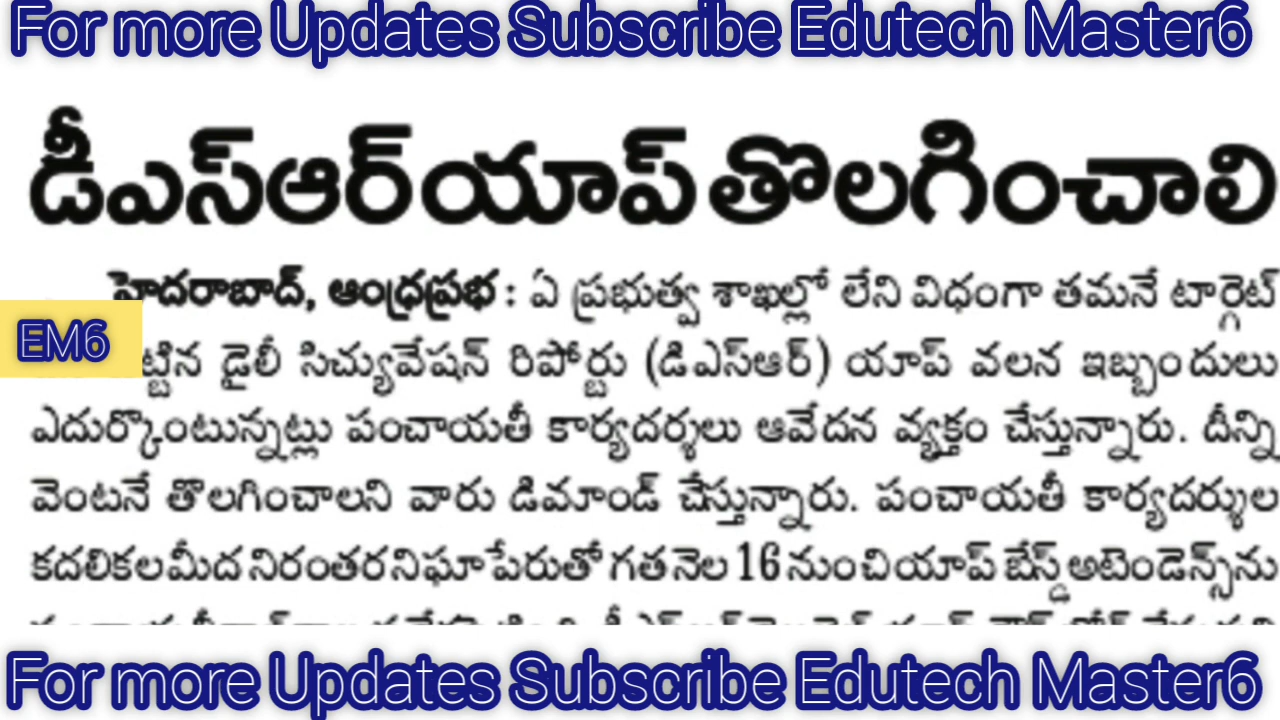 For more Updates Subscribe Edutech Master6
డీఎస్ఆర్ యాప్ తొలగించాలి
హైదరాబాద్, ఆంధ్రప్రభ : ఏ ప్రభుత్వ శాఖల్లో లేని విధంగా తమనే టార్గెట్
EM6
డైలీ సిచ్యువేషన్ రిపోర్టు (డిఎస్ఆర్) యాప్ వలన ఇబ్బందులు
ఎదుర్కొంటున్నట్లు పంచాయతీ కార్యదర్శలు ఆవేదన వ్యక్తం చేస్తున్నారు. దీన్ని
వెంటనే తొలగించాలని వారు డిమాండ్ చేస్తున్నారు. పంచాయతీ కార్యదర్శుల
కదలికలమీద నిరంతర నిఘా పేరుతో గత నెల 16 నుంచి యాప్ బేస్డ్ అటెండెన్స్‌ను
For more Updates Subscribe Edutech Master6